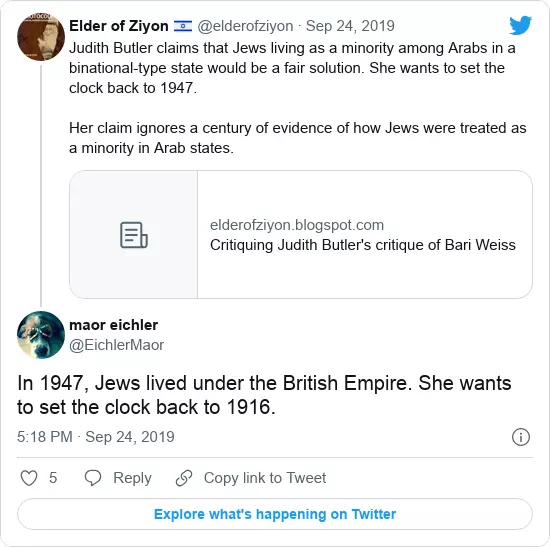 Elder of Ziyon 🇮🇱 @elderofziyon · Sep 24, 2019
Judith Butler claims that Jews living as a minority among Arabs in a
binational-type state would be a fair solution. She wants to set the
clock back to 1947.
Her claim ignores a century of evidence of how Jews were treated as
a minority in Arab states.
elderofziyon.blogspot.com
Critiquing Judith Butler's critique of Bari Weiss
maor eichler
@EichlerMaor
In 1947, Jews lived under the British Empire. She wants
to set the clock back to 1916.
5:18 PM · Sep 24, 2019
5 Reply Copy link to Tweet
Explore what's happening on Twitter